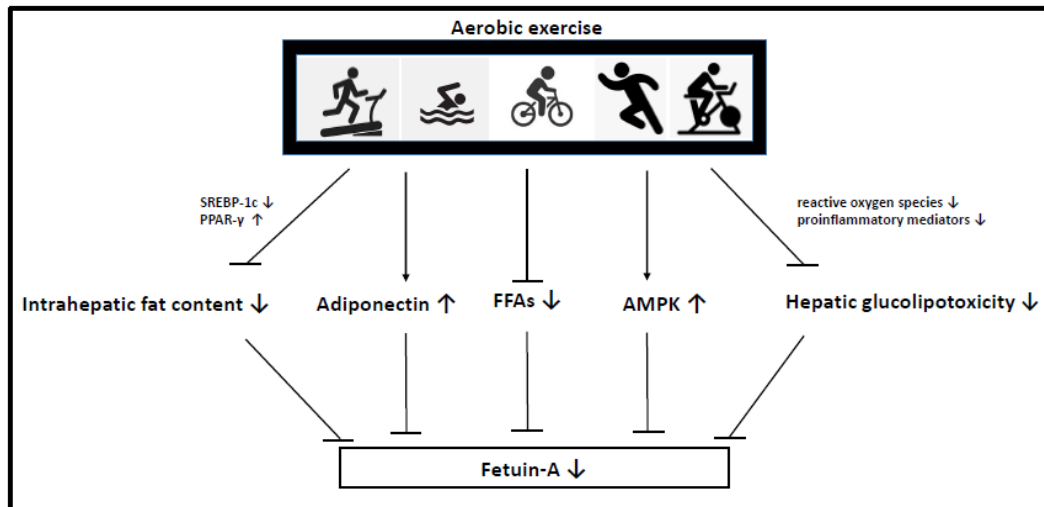 Aerobic exercise
SREBP-1c ↓
PPAR-γ ↑
reactive oxygen species ↓
proinflammatory mediators ↓
Intrahepatic fat content ↓
Adiponectin ↑
FFAs ↓
AMPK ↑
Hepatic glucolipotoxicity ↓
Fetuin-A ↓